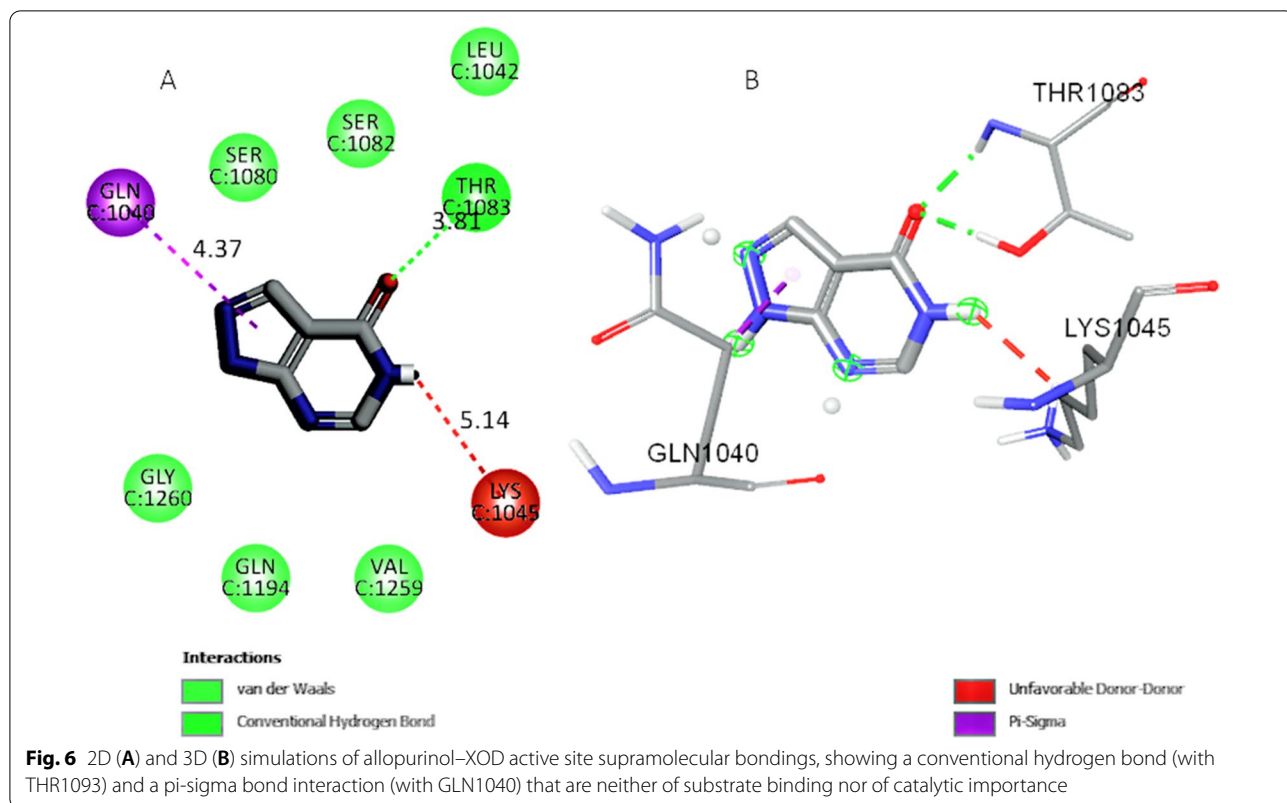 A
B
LEU
C:1042
SER
C:1082
SER
C:1080
GLN
C:1040
THR
C:1083
3.81
4.37
5.14
GLY
C:1260
GLN
C:1194
VAL
C:1259
LYS
C:1045
THR1083
LYS1045
GLN1040
Interactions
van der Waals
Conventional Hydrogen Bond
Unfavorable Donor-Donor
Pi-Sigma
Fig. 6 2D (A) and 3D (B) simulations of allopurinol–XOD active site supramolecular bondings, showing a conventional hydrogen bond (with
THR1093) and a pi-sigma bond interaction (with GLN1040) that are neither of substrate binding nor of catalytic importance